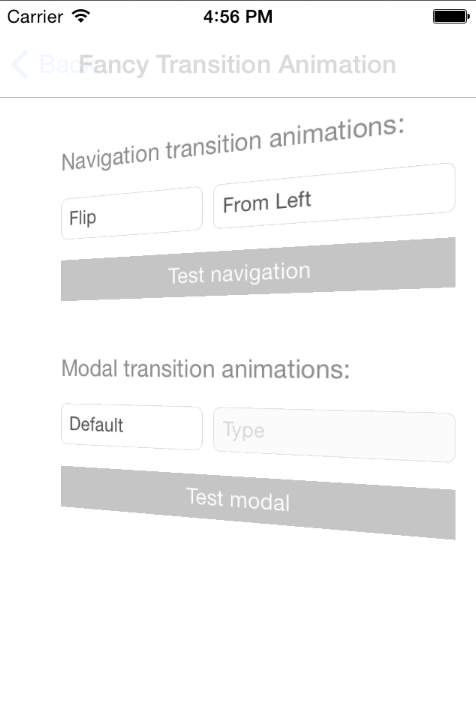 Carrier 4:56 PM
Back Fancy Transition Animation
Navigation transition animations:
Flip From Left
Test navigation
Modal transition animations:
Default Type
Test modal